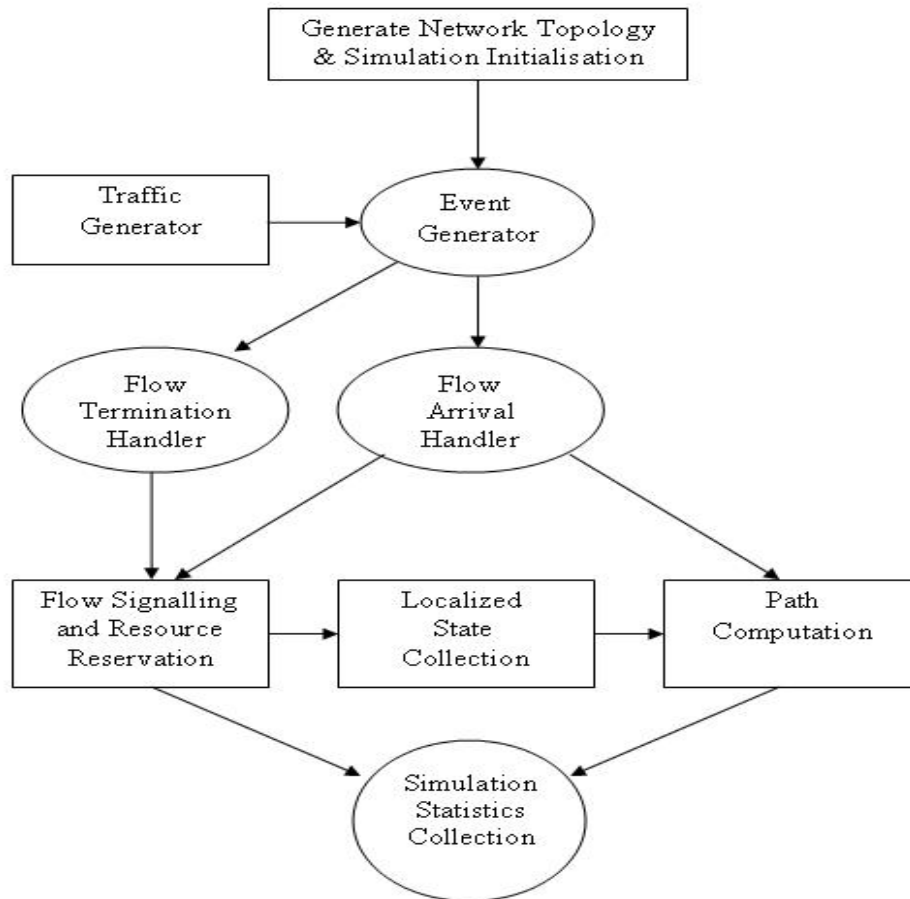 Generate Network Topology
& Simulation Initialisation
Traffic
Generator
Event
Generator
Flow
Termination
Handler
Flow
Arrival
Handler
Flow Signalling
and Resource
Reservation
Localized
State
Collection
Path
Computation
Simulation
Statistics
Collection